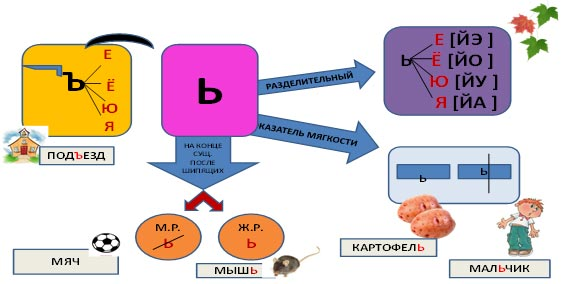 Е
Ъ
Ё
Ю
Я
ПОДЪЕЗД
Ь
РАЗДЕЛИТЕЛЬНЫЙ
Ь
Е [ЙЭ ]
Ё [ЙО ]
Ю [ЙУ ]
Я [ЙА ]
КАЗАТЕЛЬ МЯГКОСТИ
НА КОНЦЕ
СУЩ.
ПОСЛЕ
ШИПЯЩИХ
Ь
Ь
М.Р.
Ь
Ж.Р.
Ь
МЯЧ
МЫШЬ
КАРТОФЕЛЬ
МАЛЬЧИК